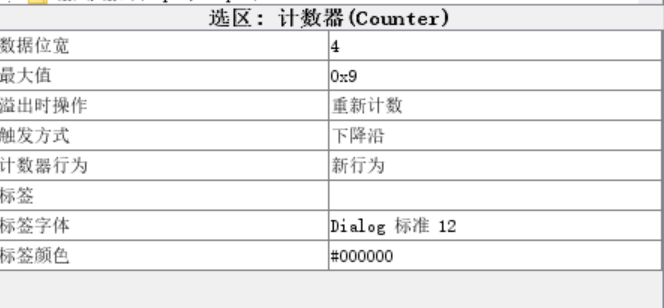 选区: 计数器(Counter)
数据位宽 4
最大值 0x9
溢出时操作 重新计数
触发方式 下降沿
计数器行为 新行为
标签
标签字体 Dialog 标准 12
标签颜色 #000000